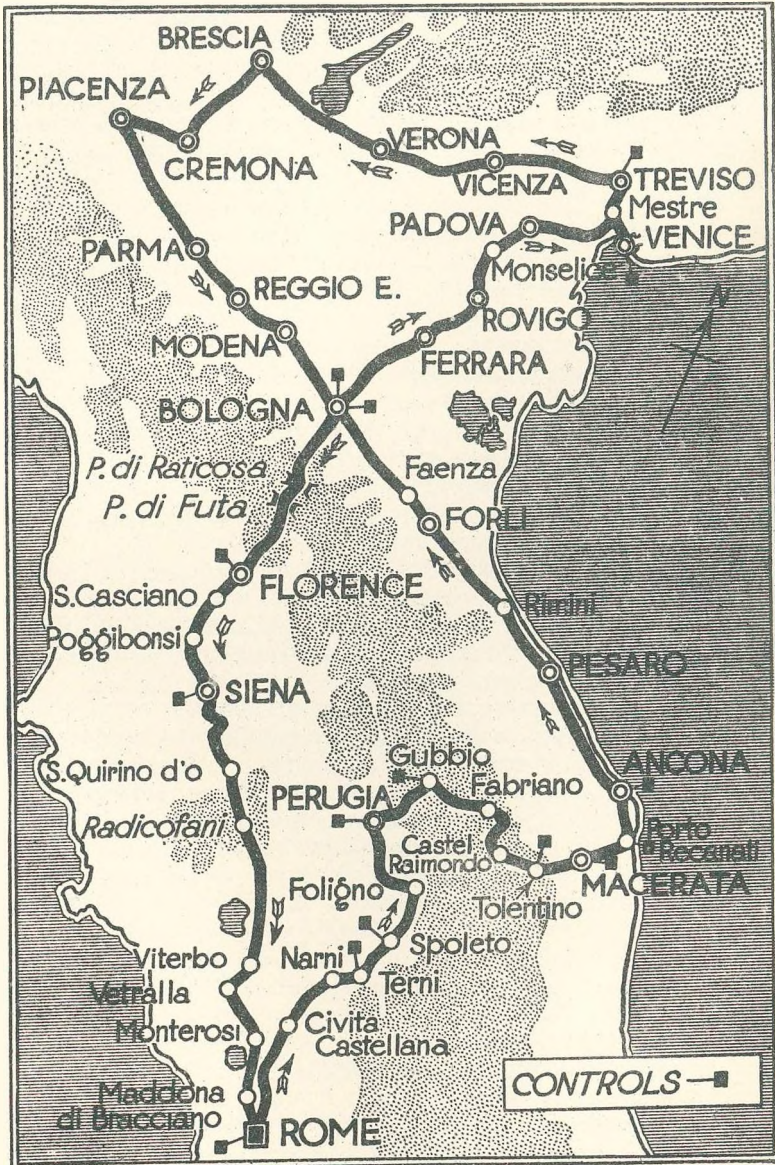 BRESCIA
PIACENZA
CREMONA
VERONA
VICENZA
TREVISO
Mestre
PADOVA
VENICE
Monselice
PARMA
REGGIO E.
ROVIGO
N
MODENA
FERRARA
BOLOGNA
P. di Raticosa
P. di Futa
Faenza
FORLI
FLORENCE
S.Casciano
Rimini
Poggibonsi
PESARO
SIENA
Gubbio
ANCONA
S.Quirino d'o
PERUGIA
Fabriano
Radicofani
Castel
Raimondo
Porto
Recanati
MACERATA
Foligno
Tolentino
Viterbo
Narni
Spoleto
Vetralla
Terni
Monterosi
Civita
Castellana
Maddona
di Bracciano
CONTROLS
ROME